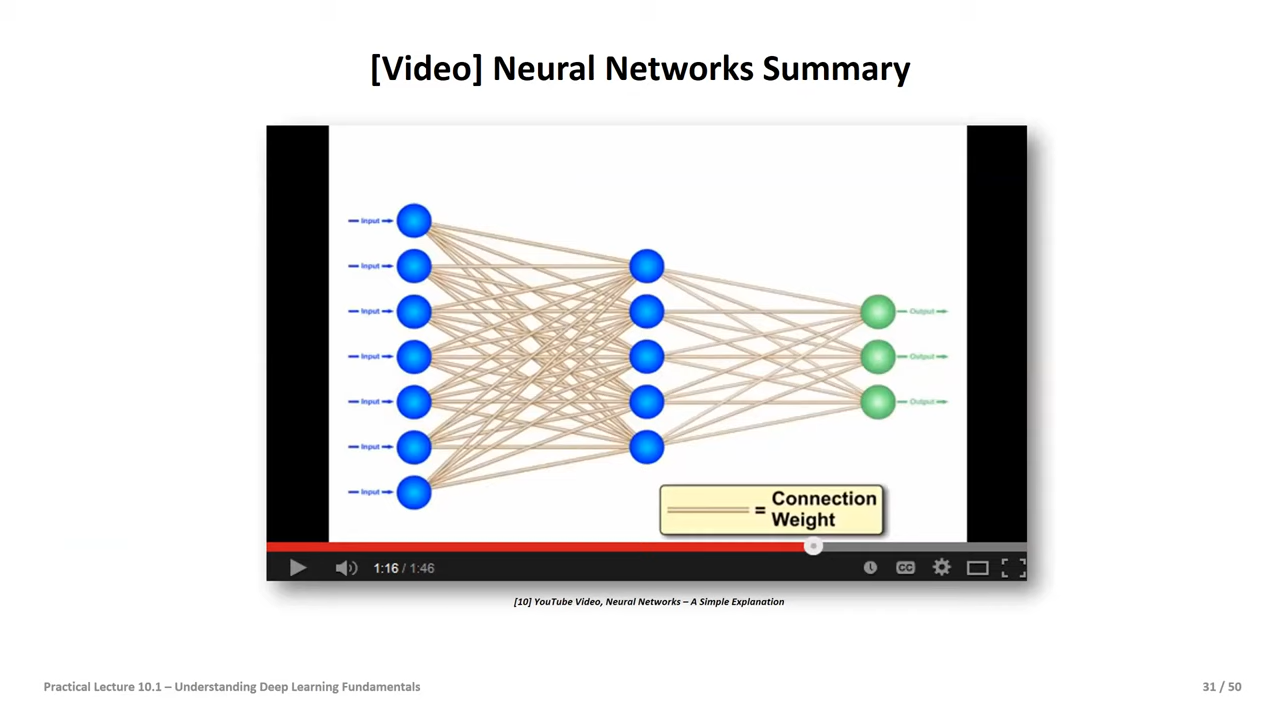 [Video] Neural Networks Summary
Input
Input
Input
Output
Input
Output
Input
Output
Input
Input
= Connection
Weight
1:16 / 1:46
CC
[10] YouTube Video, Neural Networks – A Simple Explanation
Practical Lecture 10.1 – Understanding Deep Learning Fundamentals
31 / 50